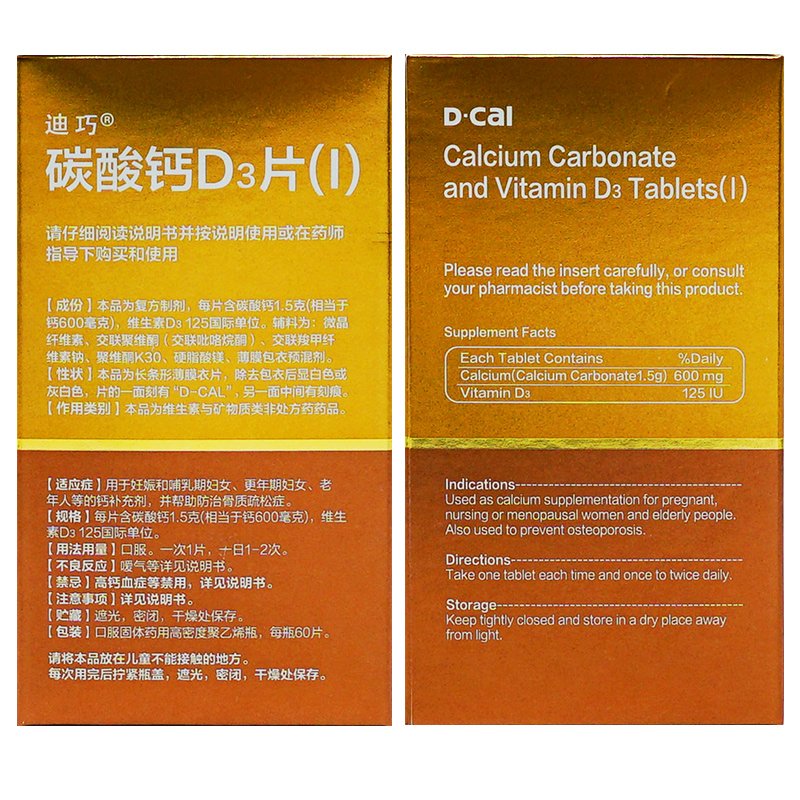 迪巧®
碳酸钙D3片(I)
请仔细阅读说明书并按说明使用或在药师
指导下购买和使用
【成份】本品为复方制剂，每片含碳酸钙1.5克(相当于
钙600毫克)，维生素D3 125国际单位。辅料为：微晶
纤维素、交联聚维酮（交联吡咯烷酮）、交联羧甲纤
维素钠、聚维酮K30、硬脂酸镁、薄膜包衣预混剂。
【性状】本品为长条形薄膜衣片，除去包衣后显白色或
灰白色，片的一面刻有“D-CAL”，另一面中间有刻痕。
【作用类别】本品为维生素与矿物质类非处方药药品。
【适应症】用于妊娠和哺乳期妇女、更年期妇女、老
年人等的钙补充剂，并帮助防治骨质疏松症。
【规格】每片含碳酸钙1.5克(相当于钙600毫克)，维生
素D3 125国际单位。
【用法用量】口服。一次1片，一日1-2次。
【不良反应】嗳气等详见说明书。
【禁忌】高钙血症等禁用，详见说明书。
【注意事项】详见说明书。
【贮藏】遮光，密闭，干燥处保存。
【包装】口服固体药用高密度聚乙烯瓶，每瓶60片。
请将本品放在儿童不能接触的地方。
每次用完后拧紧瓶盖，遮光，密闭，干燥处保存。
D·Cal
Calcium Carbonate
and Vitamin D3 Tablets(I)
Please read the insert carefully, or consult
your pharmacist before taking this product.
Supplement Facts
Each Tablet Contains %Daily
Calcium(Calcium Carbonate1.5g) 600 mg
Vitamin D3 125 IU
Indications
Used as calcium supplementation for pregnant,
nursing or menopausal women and elderly people.
Also used to prevent osteoporosis.
Directions
Take one tablet each time and once to twice daily.
Storage
Keep tightly closed and store in a dry place away
from light.